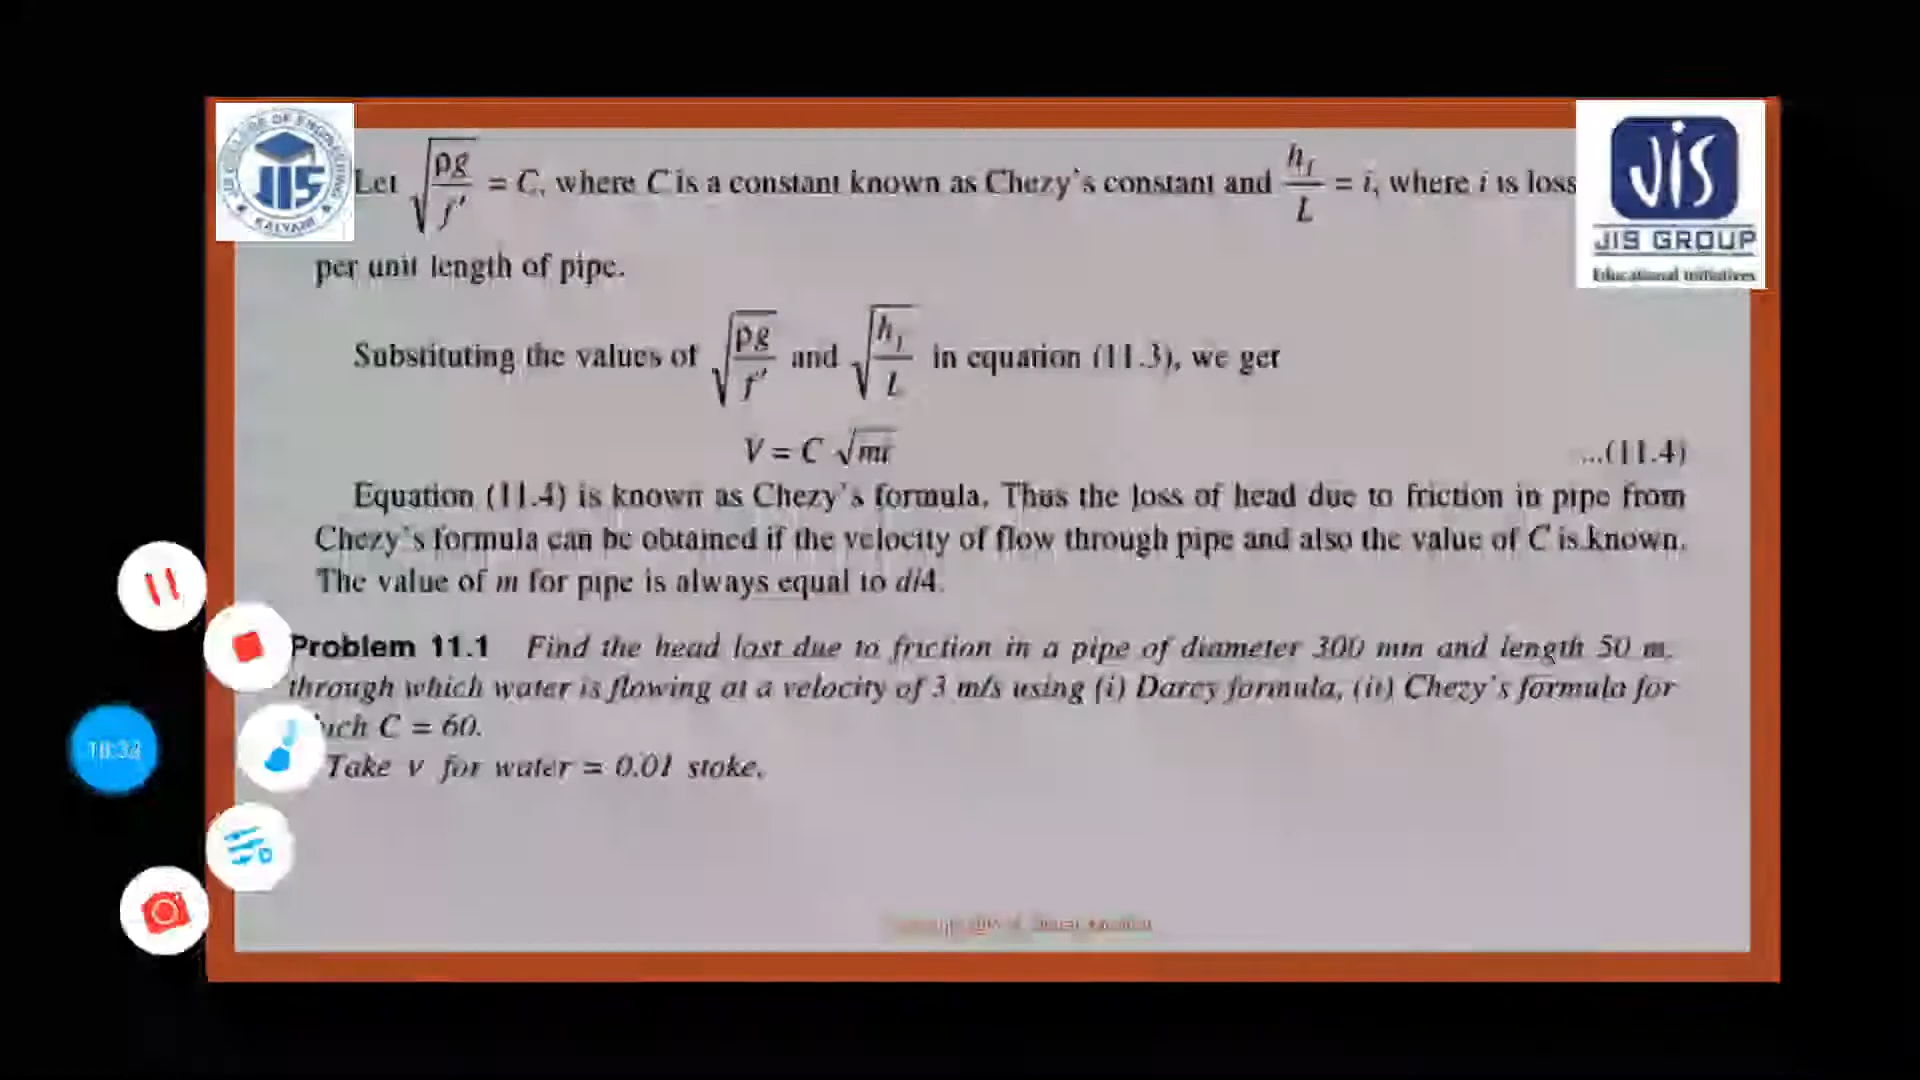 Let √(ρg/f′) = C, where C is a constant known as Chezy's constant and h_f/L = i, where i is loss
per unit length of pipe.
Substituting the values of √(ρg/f′) and √(h_f/L) in equation (11.3), we get
V = C √mi ...(11.4)
Equation (11.4) is known as Chezy's formula. Thus the loss of head due to friction in pipe from
Chezy's formula can be obtained if the velocity of flow through pipe and also the value of C is known.
The value of m for pipe is always equal to d/4.
Problem 11.1 Find the head lost due to friction in a pipe of diameter 300 mm and length 50 m,
through which water is flowing at a velocity of 3 m/s using (i) Darcy formula, (ii) Chezy's formula for
C = 60.
Take ν for water = 0.01 stoke.
JIS
KALYANI
JIS
JIS GROUP
Educational Initiatives